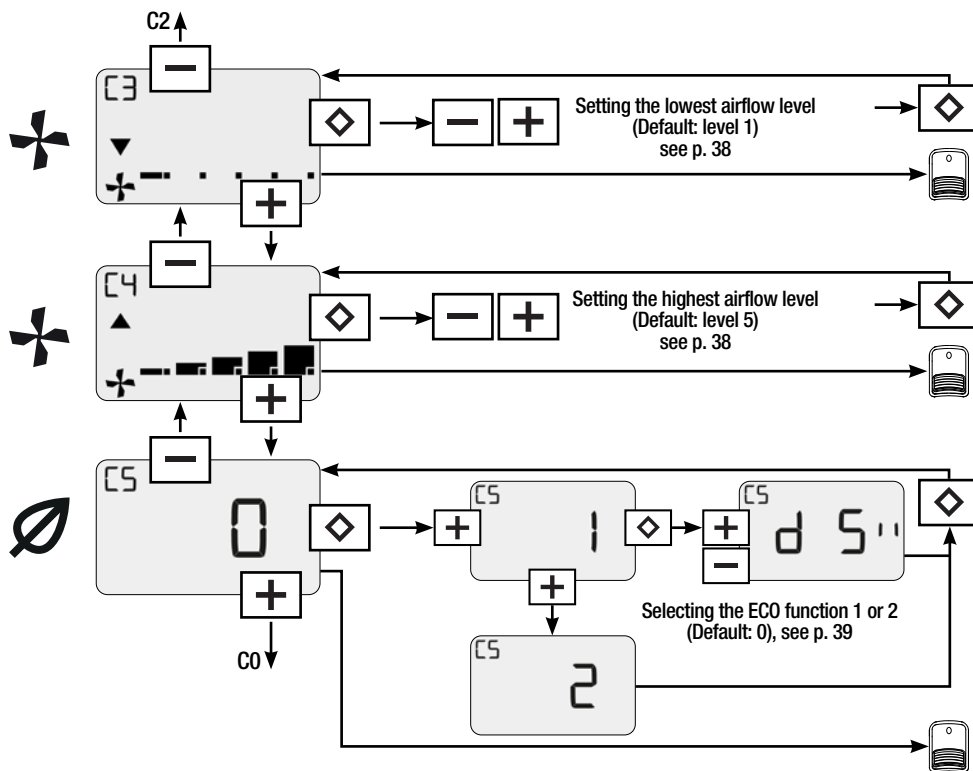 C2
C3
Setting the lowest airflow level
(Default: level 1)
see p. 38
C4
Setting the highest airflow level
(Default: level 5)
see p. 38
C5
0
C5
1
C5
d 5"
Selecting the ECO function 1 or 2
(Default: 0), see p. 39
C0
C5
2